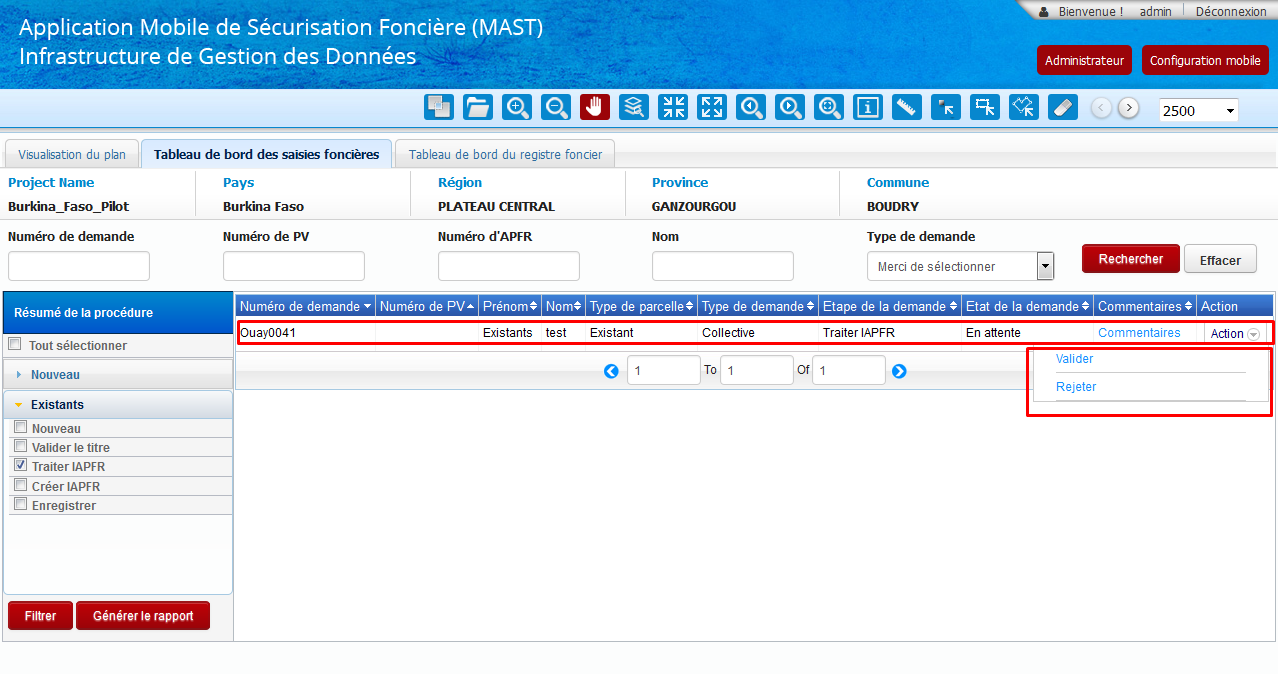 Application Mobile de Sécurisation Foncière (MAST)
Infrastructure de Gestion des Données
Bienvenue ! admin Déconnexion
Administrateur Configuration mobile
2500
Visualisation du plan Tableau de bord des saisies foncières Tableau de bord du registre foncier
Project Name Pays Région Province Commune
Burkina_Faso_Pilot Burkina Faso PLATEAU CENTRAL GANZOURGOU BOUDRY
Numéro de demande Numéro de PV Numéro d'APFR Nom Type de demande
Merci de sélectionner Rechercher Effacer
Résumé de la procédure
Tout sélectionner
Nouveau
Existants
Nouveau
Valider le titre
Traiter lAPFR
Créer lAPFR
Enregistrer
Filtrer Générer le rapport
Numéro de demande Numéro de PV Prénom Nom Type de parcelle Type de demande Etape de la demande Etat de la demande Commentaires Action
Ouay0041 Existants test Existant Collective Traiter lAPFR En attente Commentaires Action
1 To 1 Of 1
Valider
Rejeter